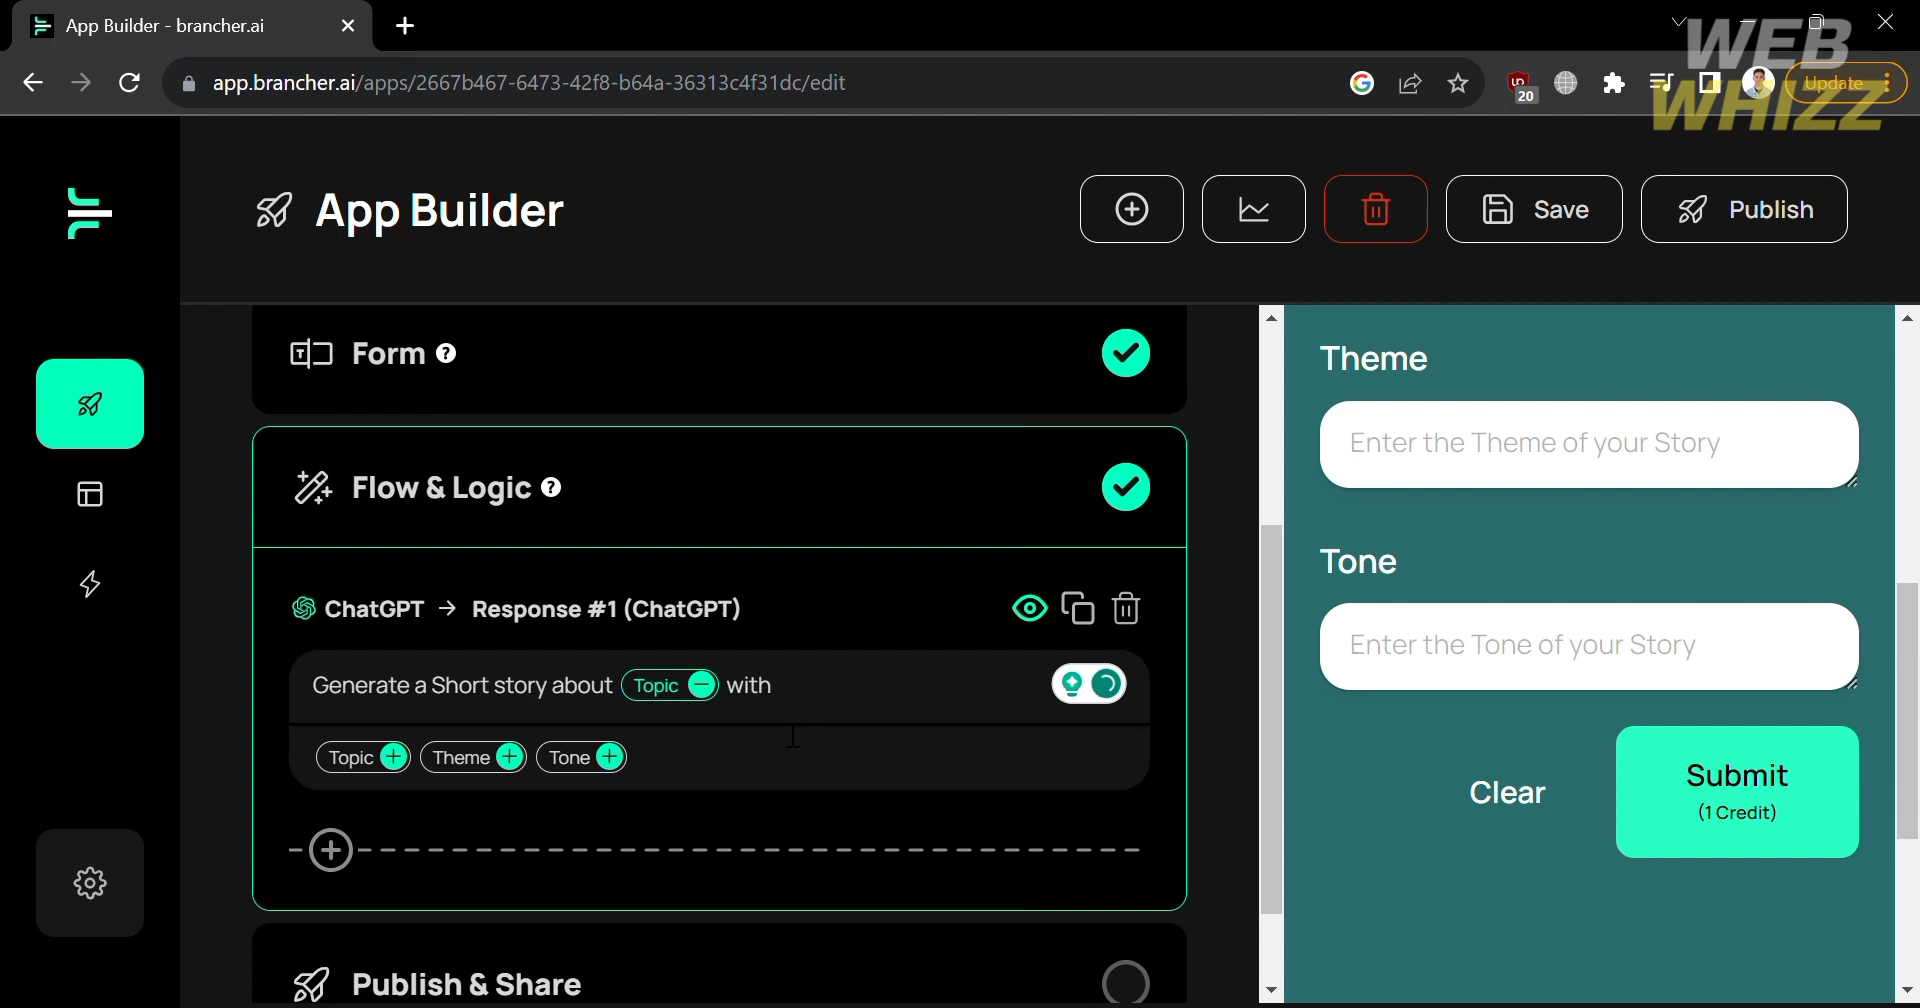 App Builder - brancher.ai
WEB
WHIZZ
app.brancher.ai/apps/2667b467-6473-42f8-b64a-36313c4f31dc/edit
20
Update
App Builder
Save
Publish
Form ?
Flow & Logic ?
ChatGPT → Response #1 (ChatGPT)
Generate a Short story about Topic with
Topic Theme Tone
Publish & Share
Theme
Enter the Theme of your Story
Tone
Enter the Tone of your Story
Clear
Submit
(1 Credit)